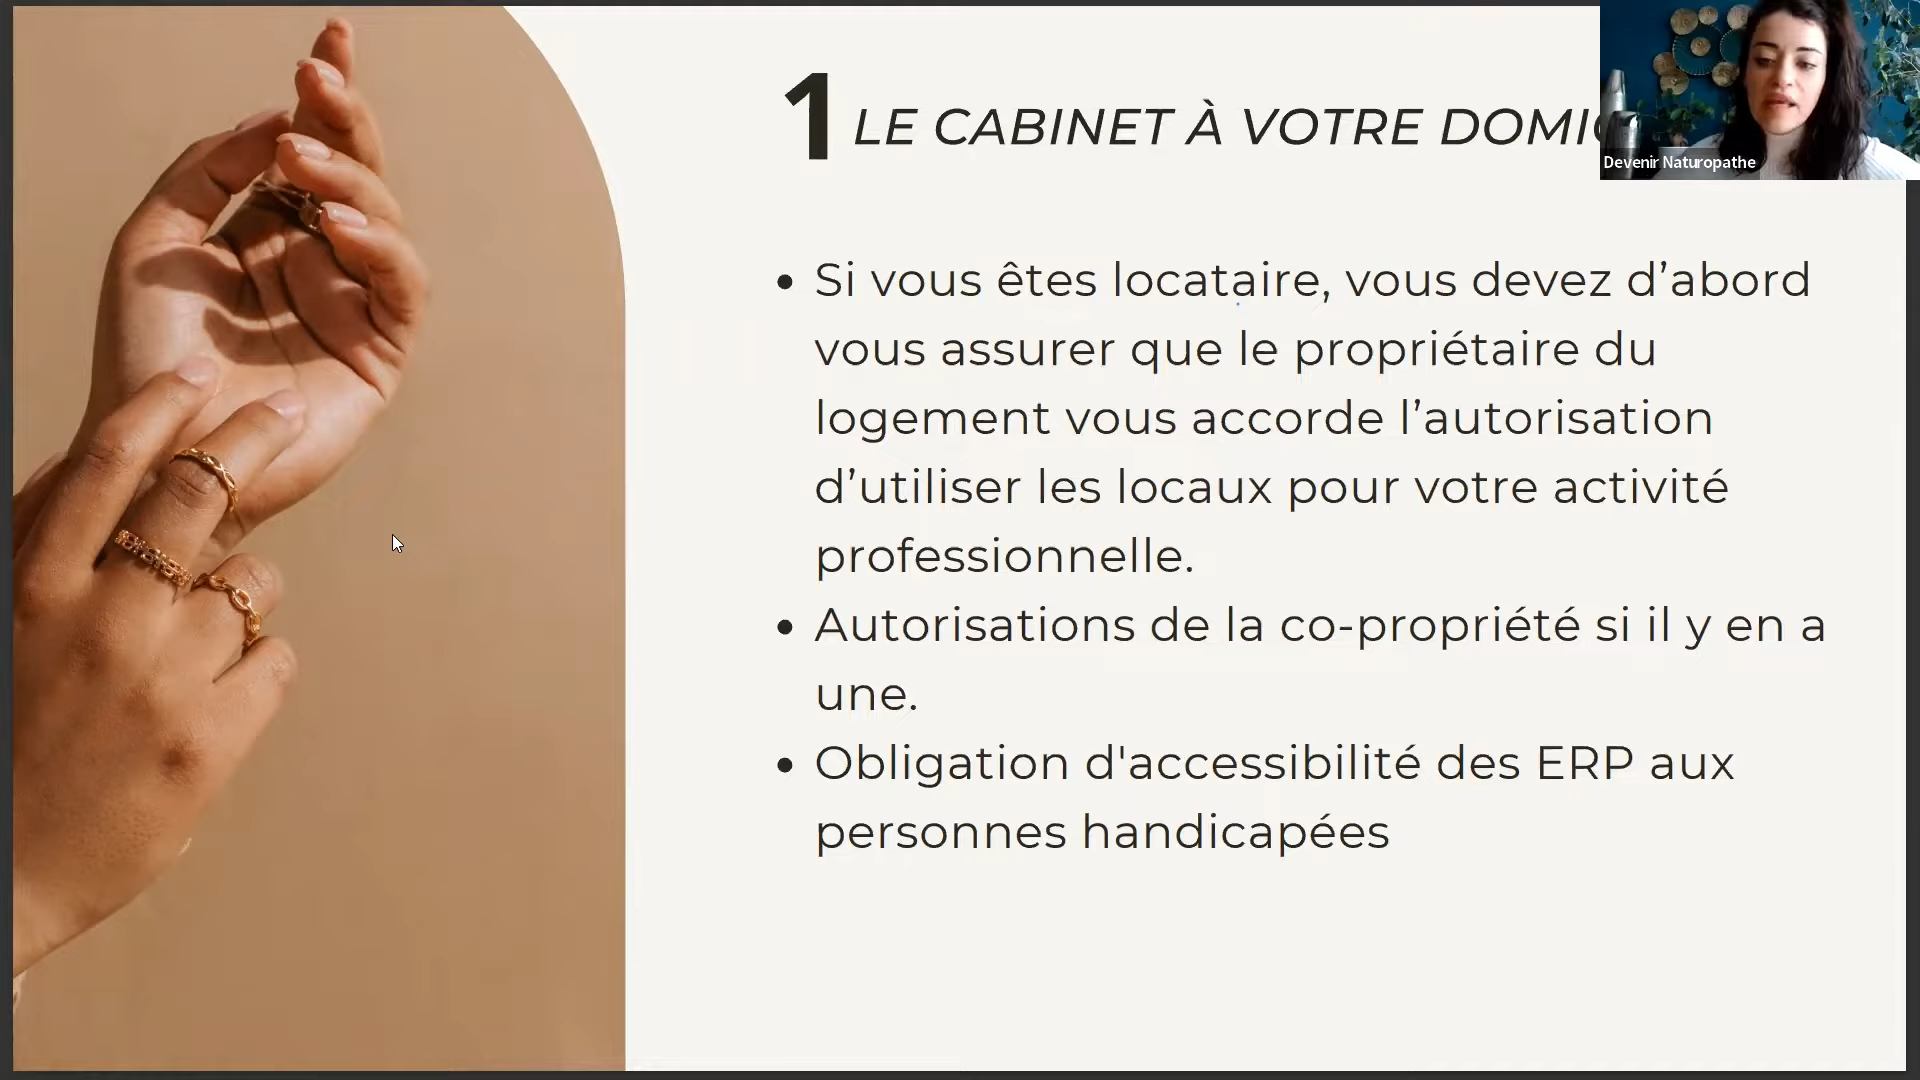 1 LE CABINET À VOTRE
Devenir Naturopathe
• Si vous êtes locataire, vous devez d’abord
vous assurer que le propriétaire du
logement vous accorde l’autorisation
d’utiliser les locaux pour votre activité
professionnelle.
• Autorisations de la co-propriété si il y en a
une.
• Obligation d'accessibilité des ERP aux
personnes handicapées